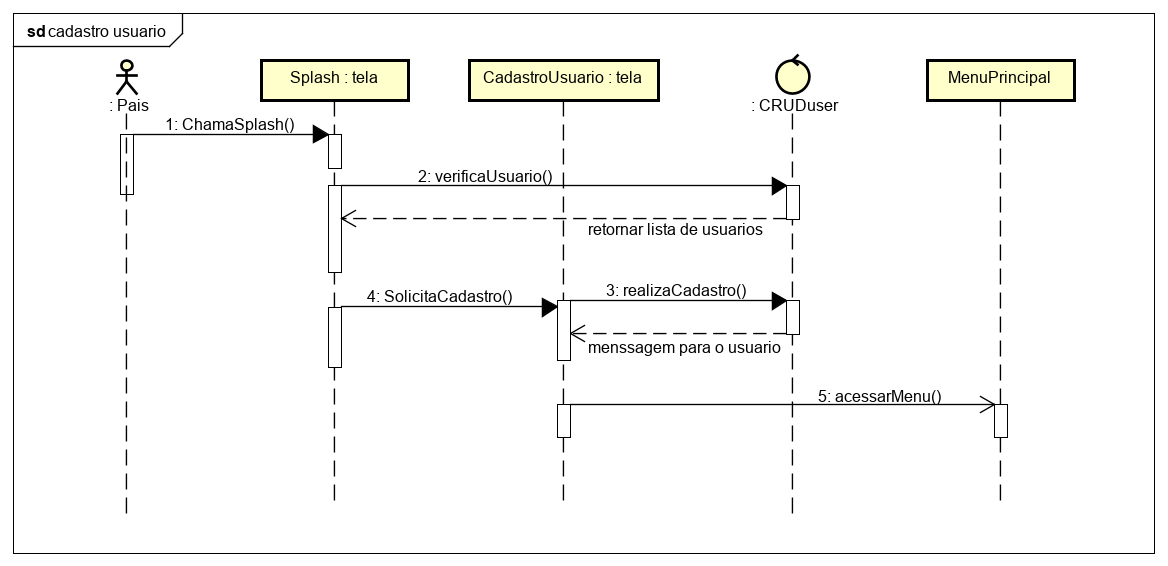 sd cadastro usuario
: Pais
Splash : tela
CadastroUsuario : tela
: CRUDuser
MenuPrincipal
1: ChamaSplash()
2: verificaUsuario()
retornar lista de usuarios
4: SolicitaCadastro()
3: realizaCadastro()
menssagem para o usuario
5: acessarMenu()